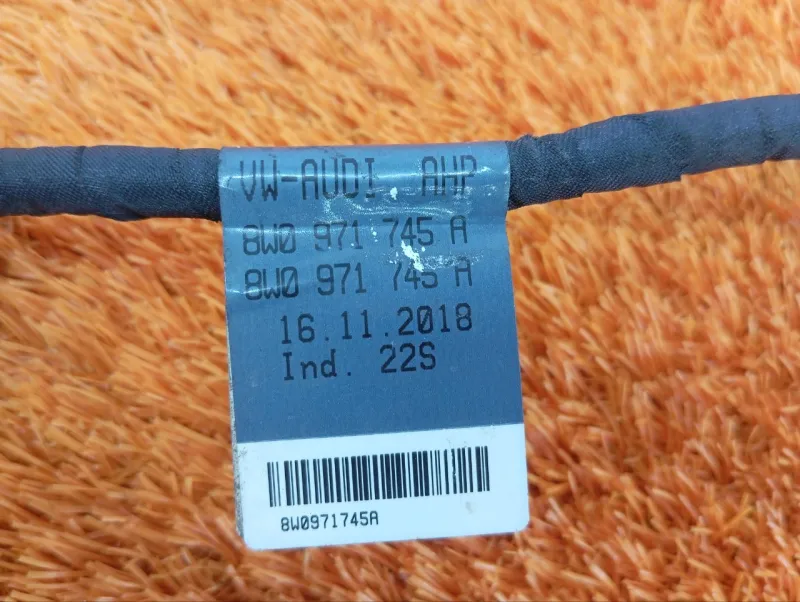 VW-AUDI. AHP
8W0 971 745 A
8W0 971 745 A
16.11.2018
Ind. 22S
8W0971745A